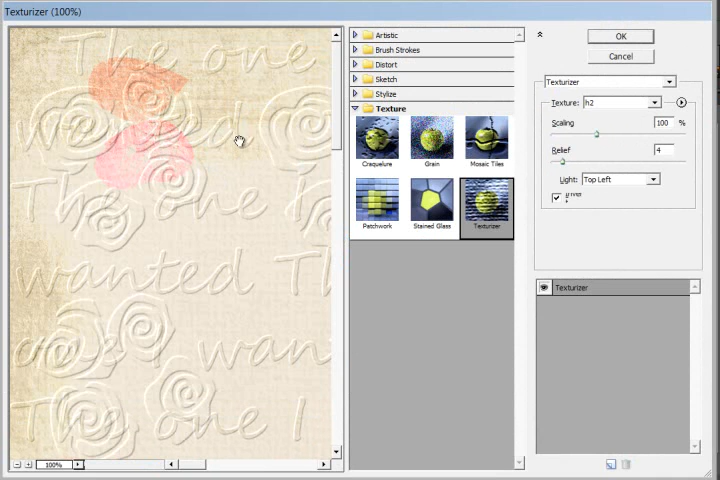 Texturizer (100%)
The one
wanted
The one I
wanted Th
one I wan
The one I
100%
Artistic
Brush Strokes
Distort
Sketch
Stylize
Texture
Craquelure
Grain
Mosaic Tiles
Patchwork
Stained Glass
Texturizer
OK
Cancel
Texturizer
Texture: h2
Scaling
100 %
Relief
4
Light: Top Left
Texturizer